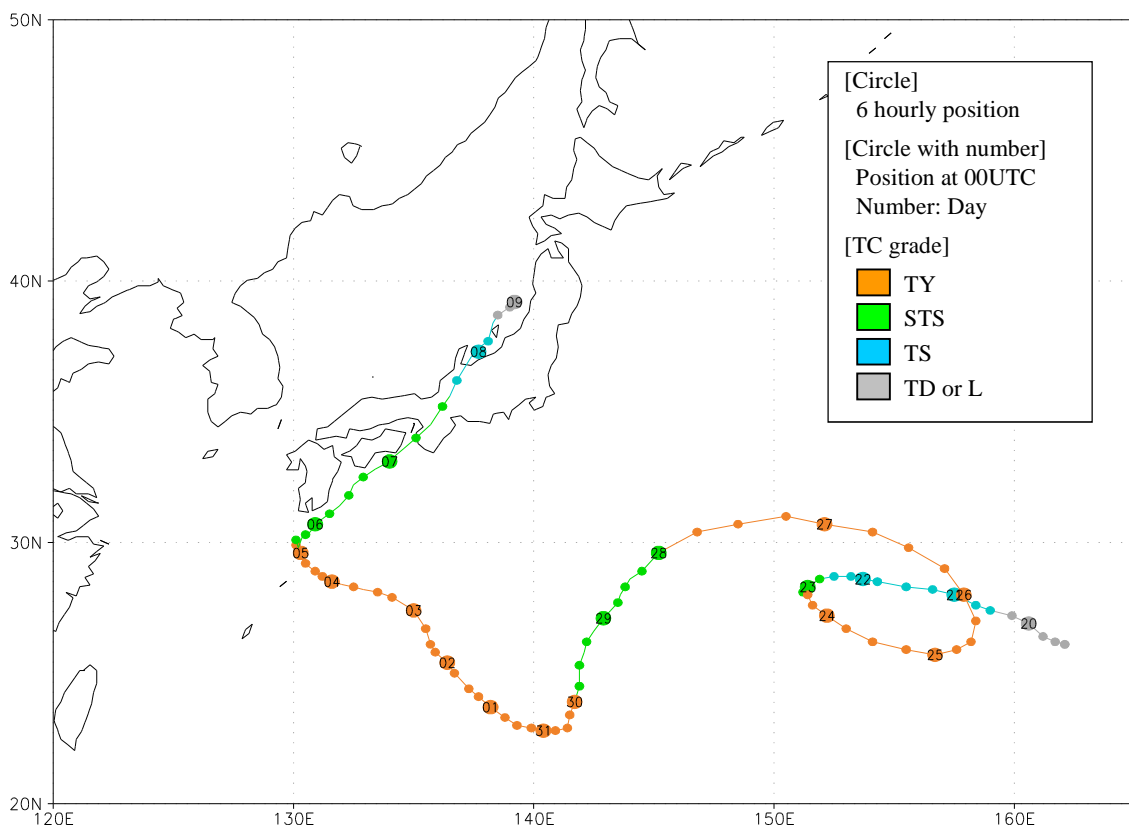 50N
[Circle]
6 hourly position
[Circle with number]
Position at 00UTC
Number: Day
[TC grade]
TY
STS
TS
TD or L
40N
09
08
07
06
30N
05
04
03
02
01
31
30
29
28
27
26
25
24
23
22
21
20
20N
120E
130E
140E
150E
160E